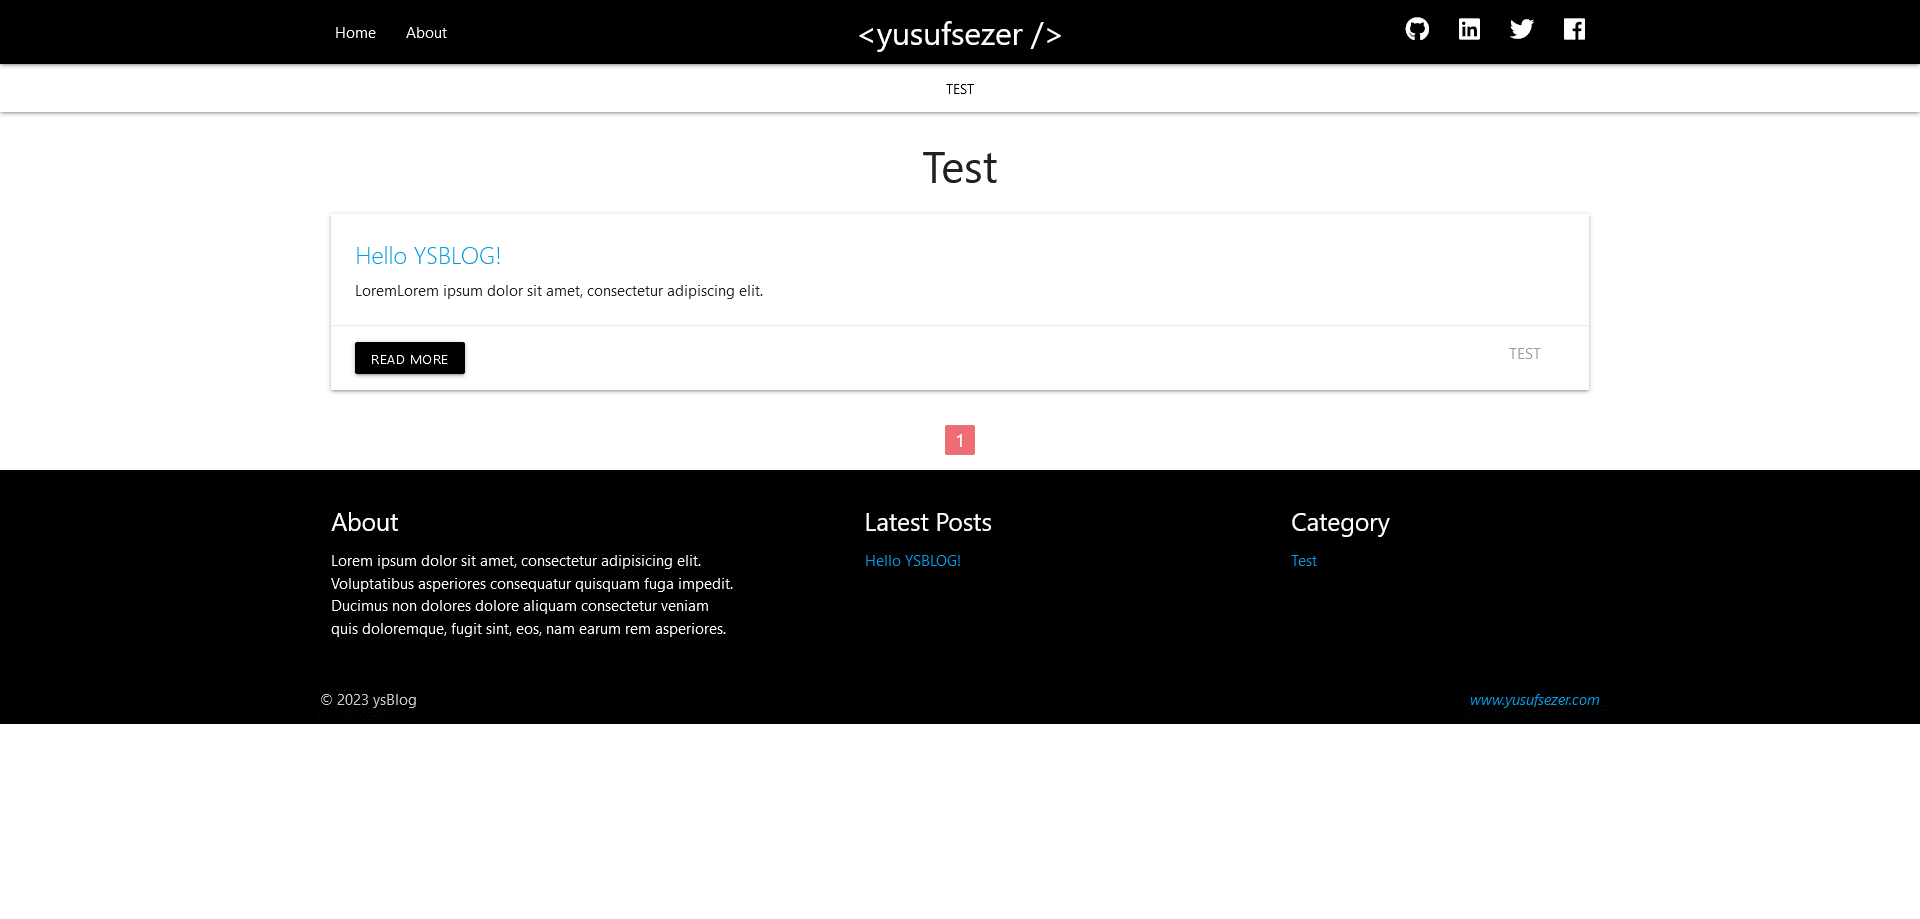 Home About <yusufsezer />
TEST
Test
Hello YSBLOG!
LoremLorem ipsum dolor sit amet, consectetur adipiscing elit.
READ MORE TEST
1
About
Lorem ipsum dolor sit amet, consectetur adipisicing elit.
Voluptatibus asperiores consequatur quisquam fuga impedit.
Ducimus non dolores dolore aliquam consectetur veniam
quis doloremque, fugit sint, eos, nam earum rem asperiores.
Latest Posts
Hello YSBLOG!
Category
Test
© 2023 ysBlog www.yusufsezer.com